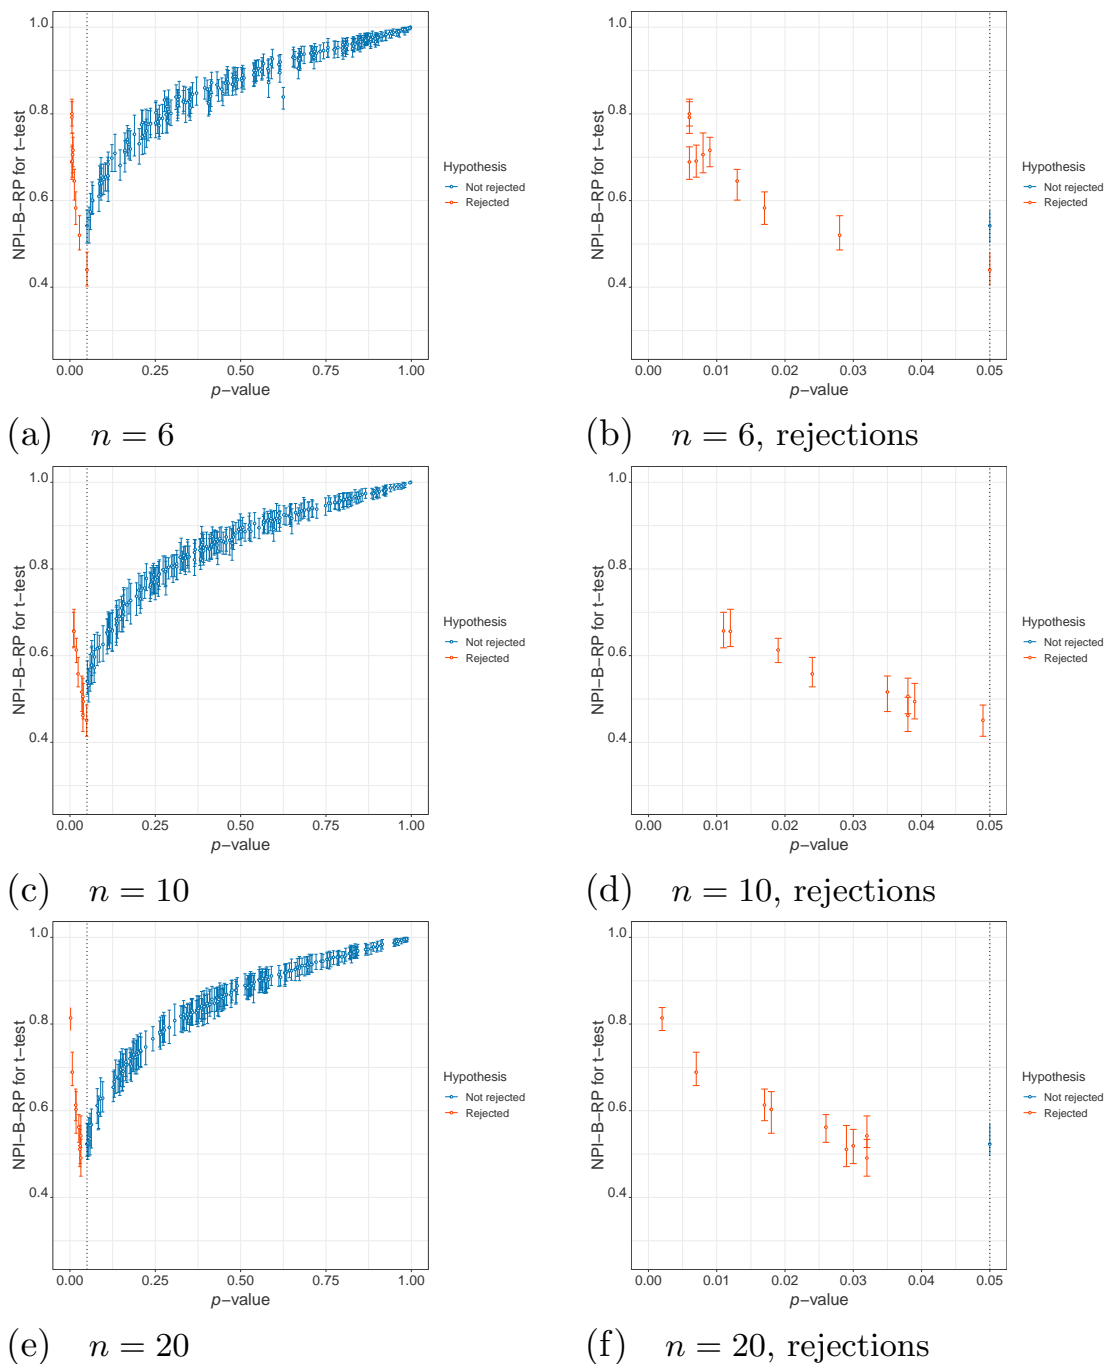 NPI−B−RP for t−test
1.0
0.8
0.6
0.4
0.00 0.25 0.50 0.75 1.00
p−value
Hypothesis
Not rejected
Rejected
NPI−B−RP for t−test
1.0
0.8
0.6
0.4
0.00 0.01 0.02 0.03 0.04 0.05
p−value
Hypothesis
Not rejected
Rejected
(a) n = 6
(b) n = 6, rejections
NPI−B−RP for t−test
1.0
0.8
0.6
0.4
0.00 0.25 0.50 0.75 1.00
p−value
Hypothesis
Not rejected
Rejected
NPI−B−RP for t−test
1.0
0.8
0.6
0.4
0.00 0.01 0.02 0.03 0.04 0.05
p−value
Hypothesis
Not rejected
Rejected
(c) n = 10
(d) n = 10, rejections
NPI−B−RP for t−test
1.0
0.8
0.6
0.4
0.00 0.25 0.50 0.75 1.00
p−value
Hypothesis
Not rejected
Rejected
NPI−B−RP for t−test
1.0
0.8
0.6
0.4
0.00 0.01 0.02 0.03 0.04 0.05
p−value
Hypothesis
Not rejected
Rejected
(e) n = 20
(f) n = 20, rejections